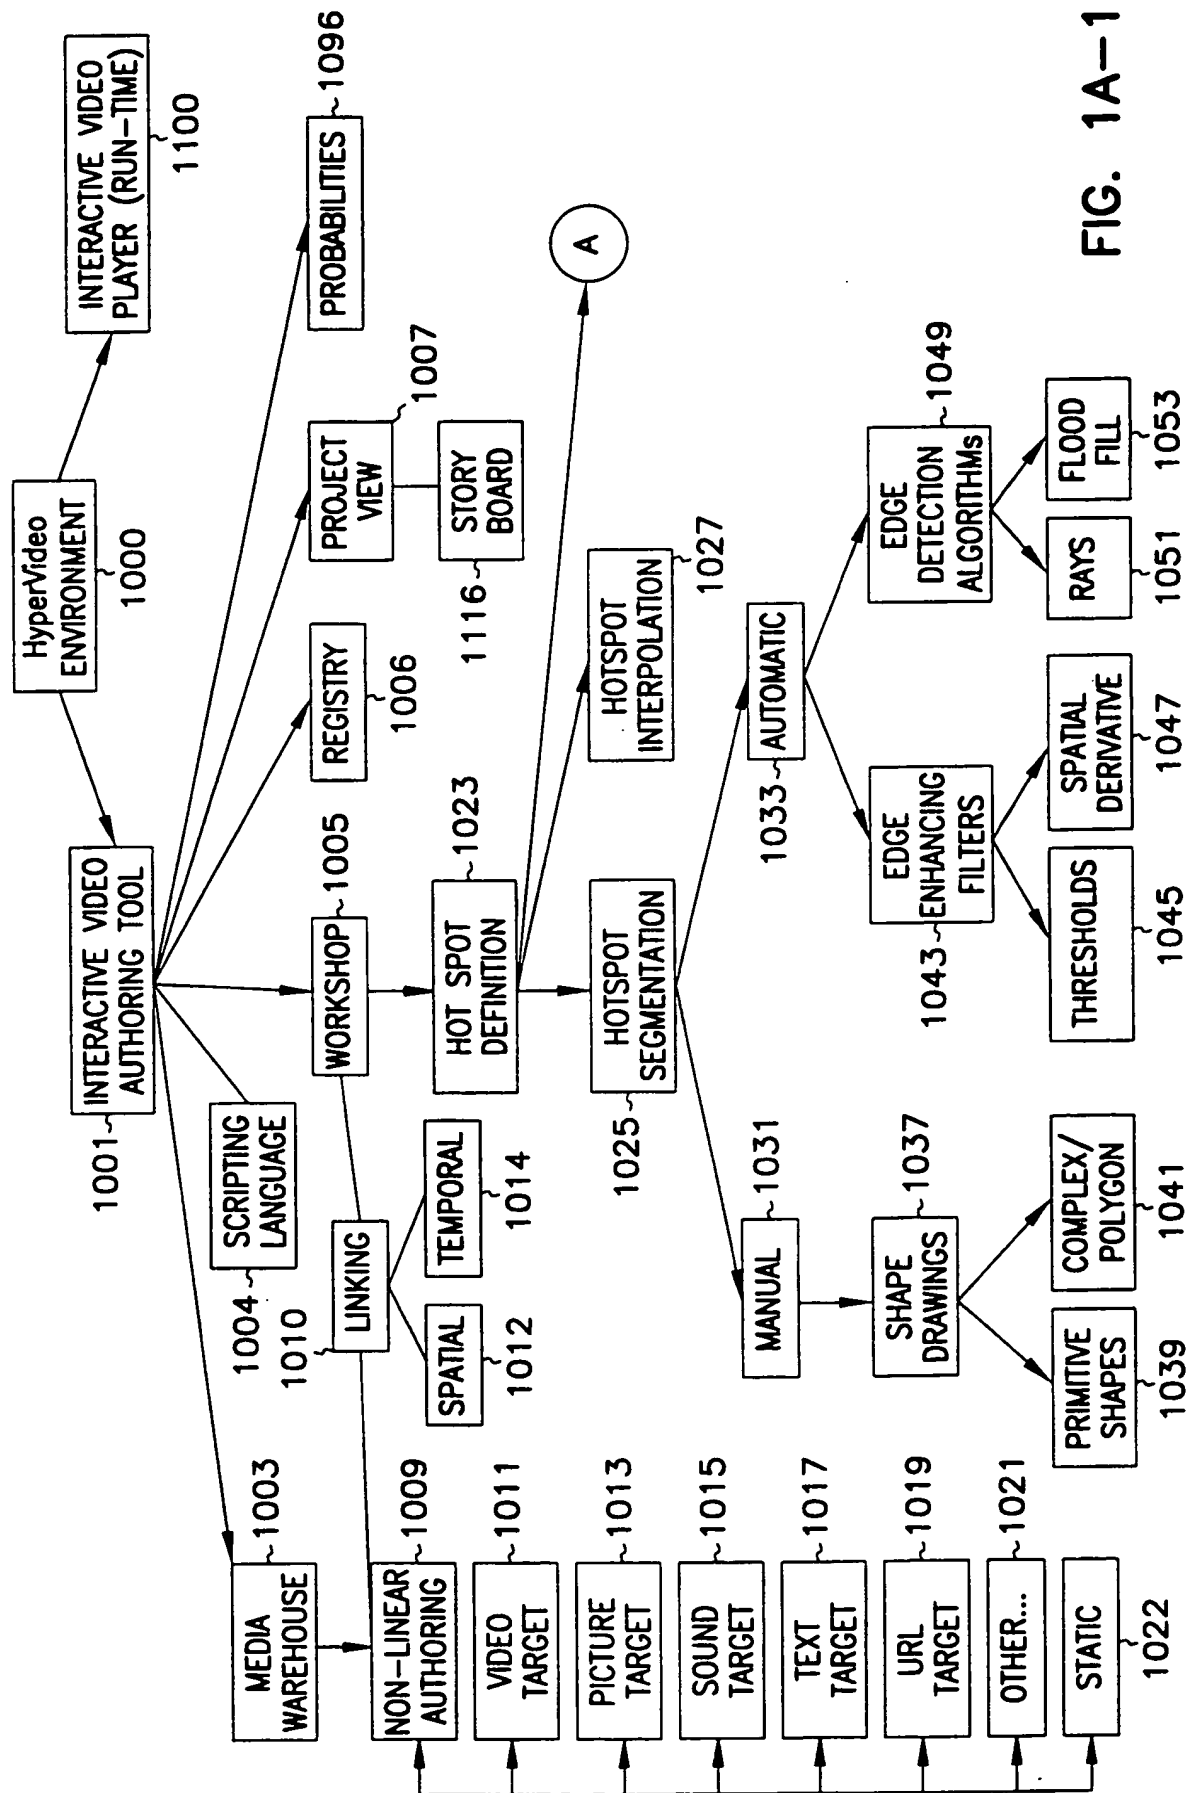 HyperVideo
ENVIRONMENT
1000
INTERACTIVE VIDEO
PLAYER (RUN-TIME)
1100
1001
INTERACTIVE VIDEO
AUTHORING TOOL
MEDIA
WAREHOUSE
1003
SCRIPTING
LANGUAGE
1004
WORKSHOP
1005
REGISTRY
1006
PROJECT
VIEW
1007
PROBABILITIES
1096
1010
LINKING
SPATIAL
1012
TEMPORAL
1014
HOT SPOT
DEFINITION
1023
1116
STORY
BOARD
NON-LINEAR
AUTHORING
1009
VIDEO
TARGET
1011
PICTURE
TARGET
1013
SOUND
TARGET
1015
TEXT
TARGET
1017
URL
TARGET
1019
OTHER...
1021
STATIC
1022
1025
HOTSPOT
SEGMENTATION
HOTSPOT
INTERPOLATION
1027
A
MANUAL
1031
1033
AUTOMATIC
SHAPE
DRAWINGS
1037
1043
EDGE
ENHANCING
FILTERS
EDGE
DETECTION
ALGORITHMs
1049
PRIMITIVE
SHAPES
1039
COMPLEX/
POLYGON
1041
THRESHOLDS
1045
SPATIAL
DERIVATIVE
1047
RAYS
1051
FLOOD
FILL
1053
FIG. 1A-1